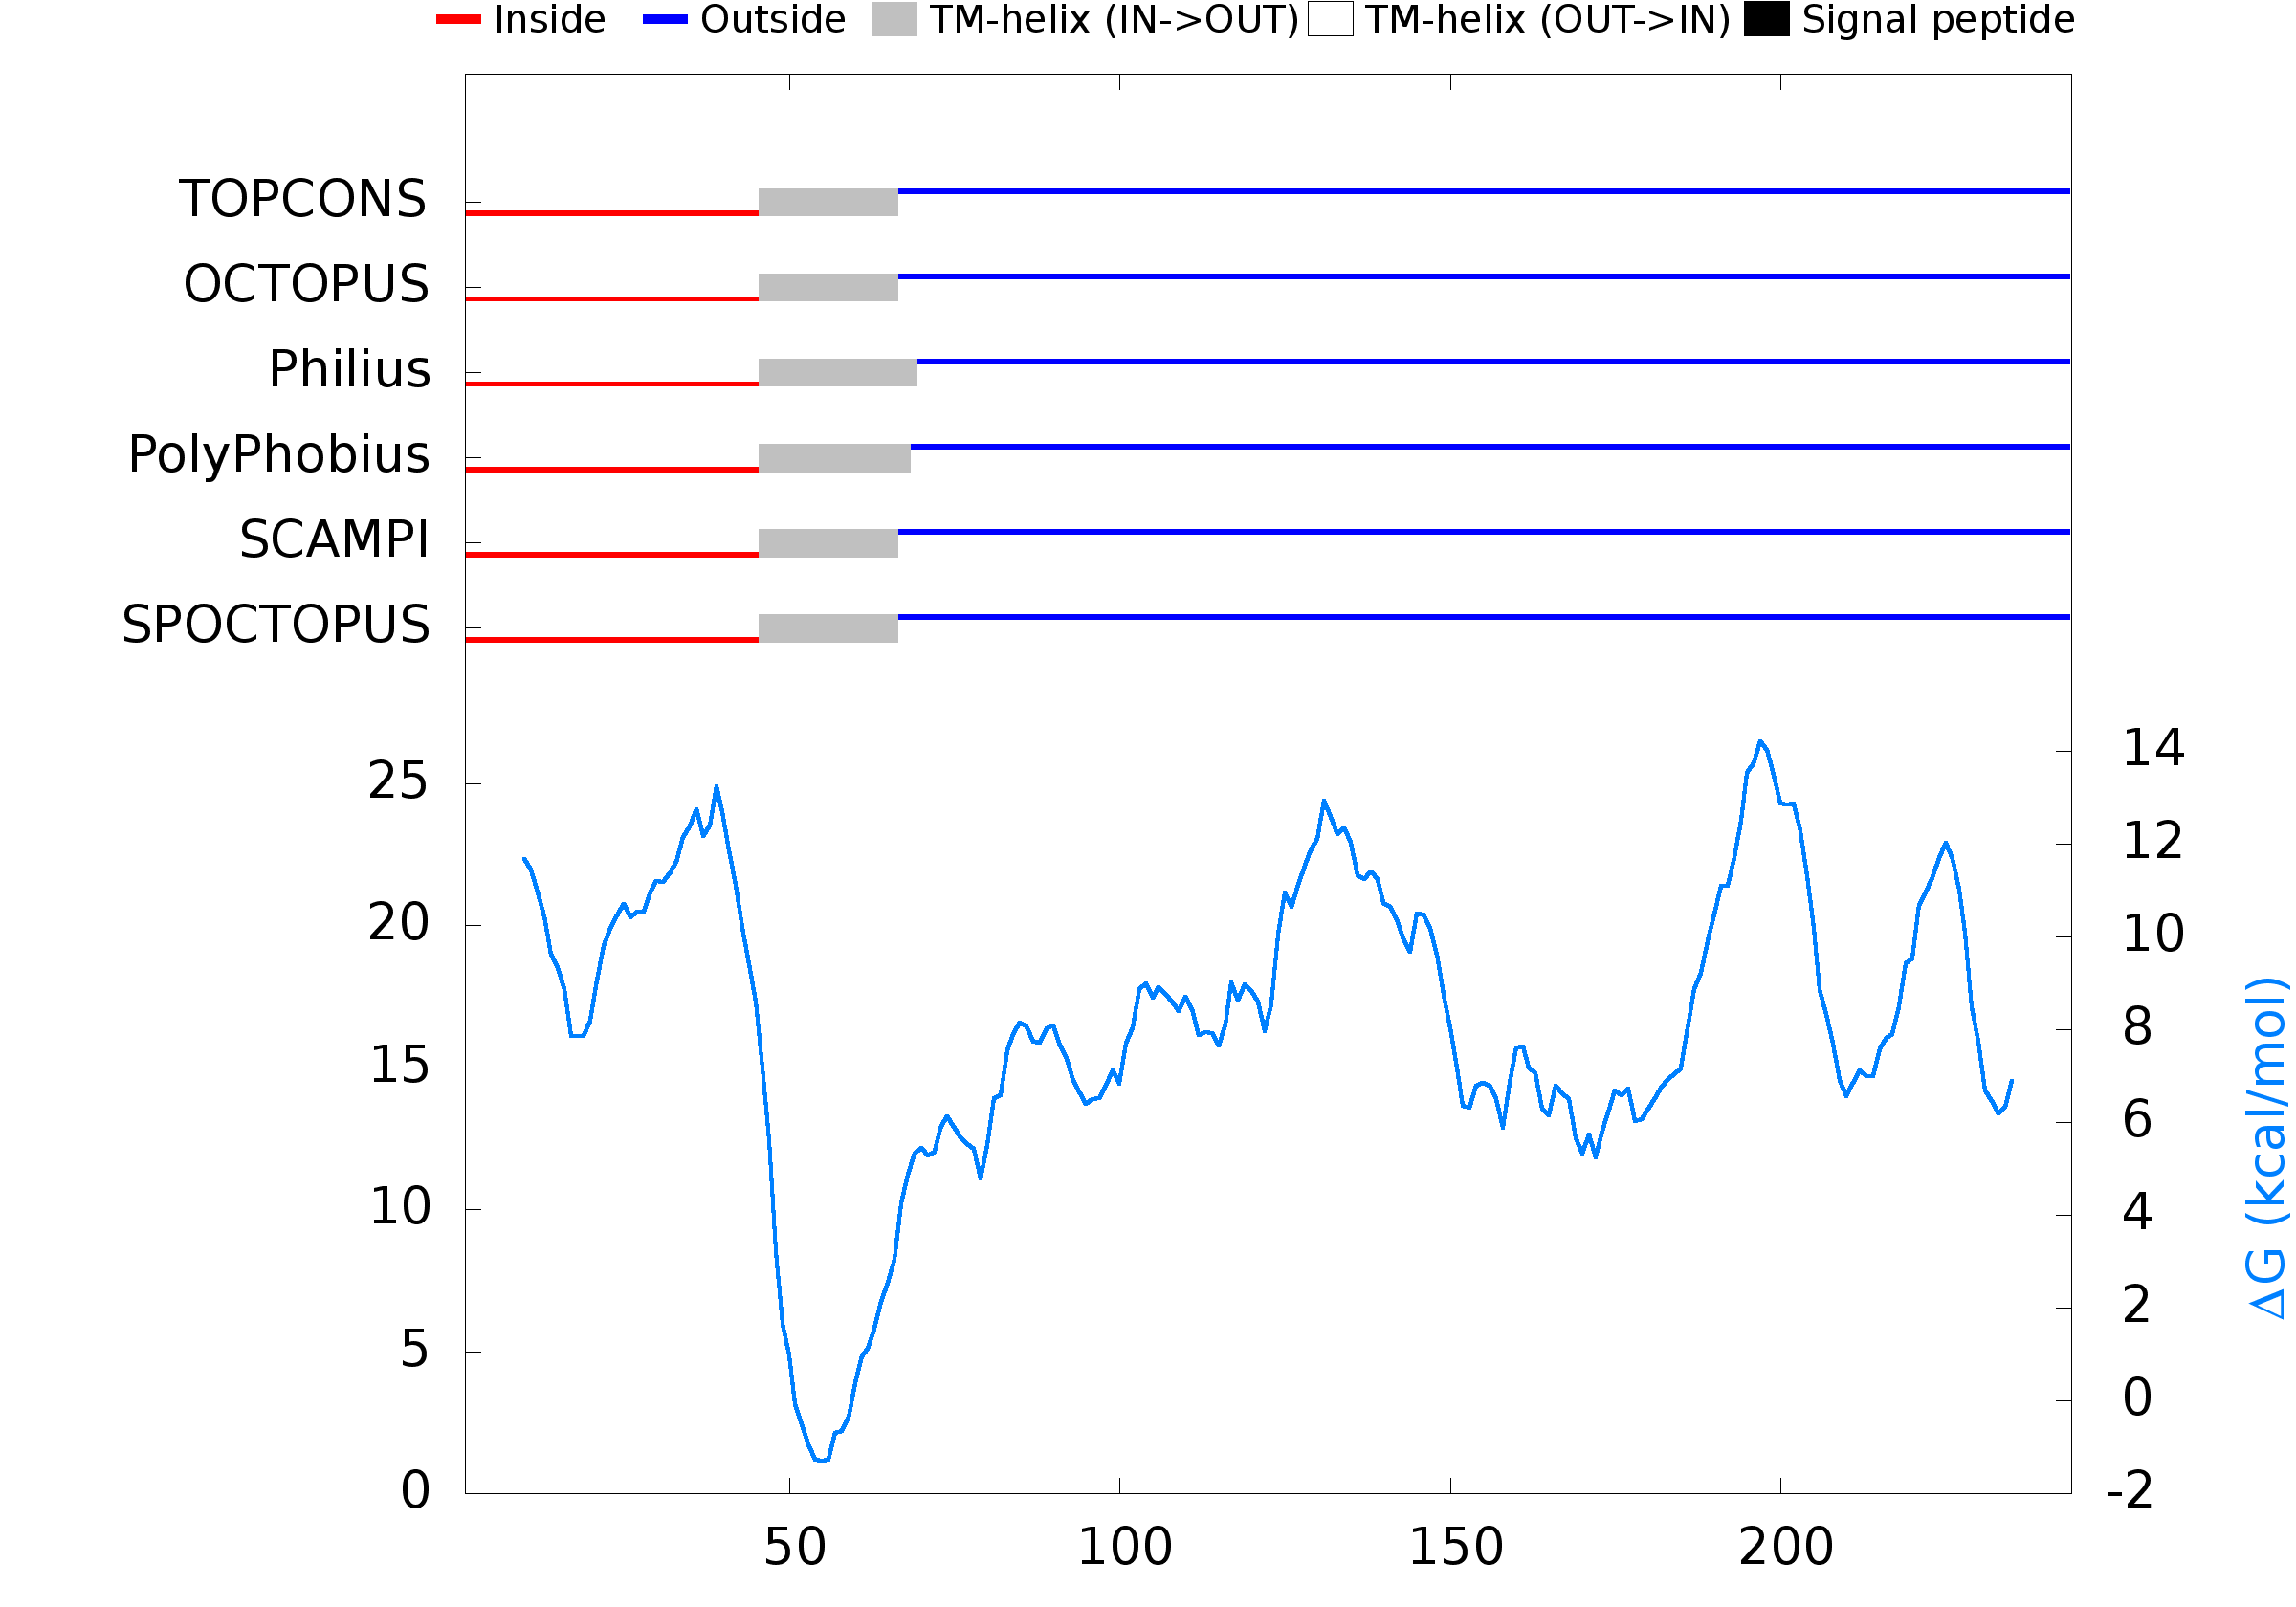 Inside Outside TM-helix (IN->OUT) TM-helix (OUT->IN) Signal peptide
TOPCONS
OCTOPUS
Philius
PolyPhobius
SCAMPI
SPOCTOPUS
14
25
12
20
10
15
8
6
10
4
5
2
0
0
-2
ΔG (kcal/mol)
50 100 150 200